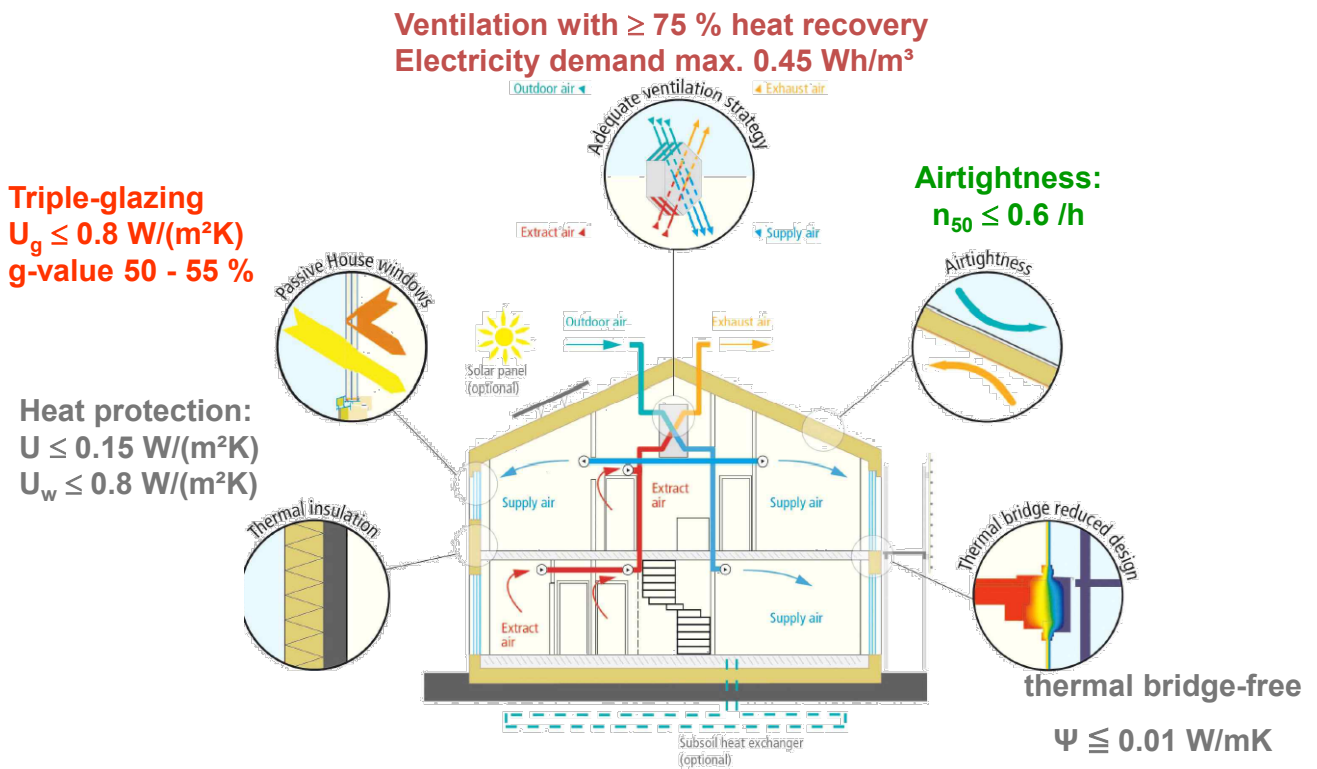 Ventilation with ≥ 75 % heat recovery
Electricity demand max. 0.45 Wh/m³
Outdoor air
Exhaust air
Adequate ventilation strategy
Extract air
Supply air
Triple-glazing
U_g ≤ 0.8 W/(m²K)
g-value 50 - 55 %
Airtightness:
n₅₀ ≤ 0.6 /h
Passive House windows
Airtightness
Solar panel
(optional)
Outdoor air
Exhaust air
Heat protection:
U ≤ 0.15 W/(m²K)
U_w ≤ 0.8 W/(m²K)
Supply air
Extract
air
Supply air
Thermal insulation
Thermal bridge reduced design
Extract
air
Supply air
thermal bridge-free
Ψ ≦ 0.01 W/mK
Subsoil heat exchanger
(optional)